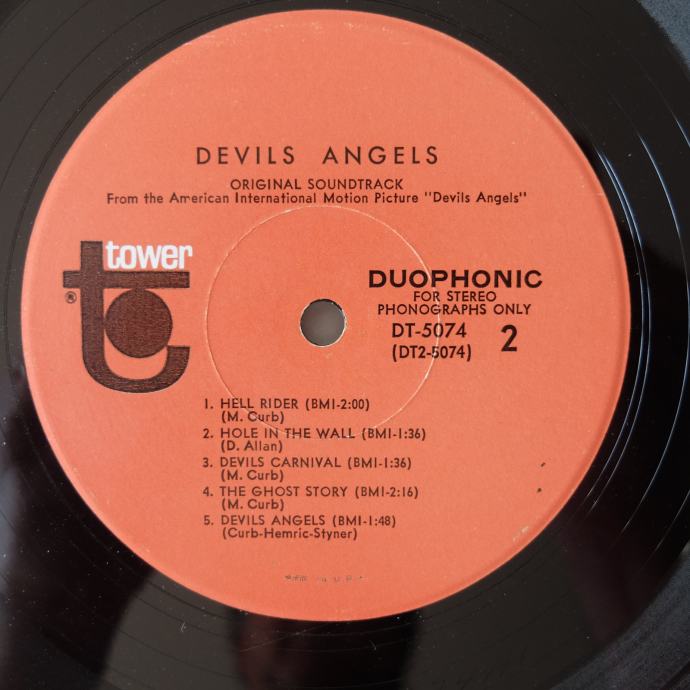 DEVILS ANGELS
ORIGINAL SOUNDTRACK
From the American International Motion Picture "Devils Angels"
tower
t
®
DUOPHONIC
FOR STEREO
PHONOGRAPHS ONLY
DT-5074
(DT2-5074)
2
1. HELL RIDER (BMI-2:00)
(M. Curb)
2. HOLE IN THE WALL (BMI-1:36)
(D. Allan)
3. DEVILS CARNIVAL (BMI-1:36)
(M. Curb)
4. THE GHOST STORY (BMI-2:16)
(M. Curb)
5. DEVILS ANGELS (BMI-1:48)
(Curb-Hemric-Styner)